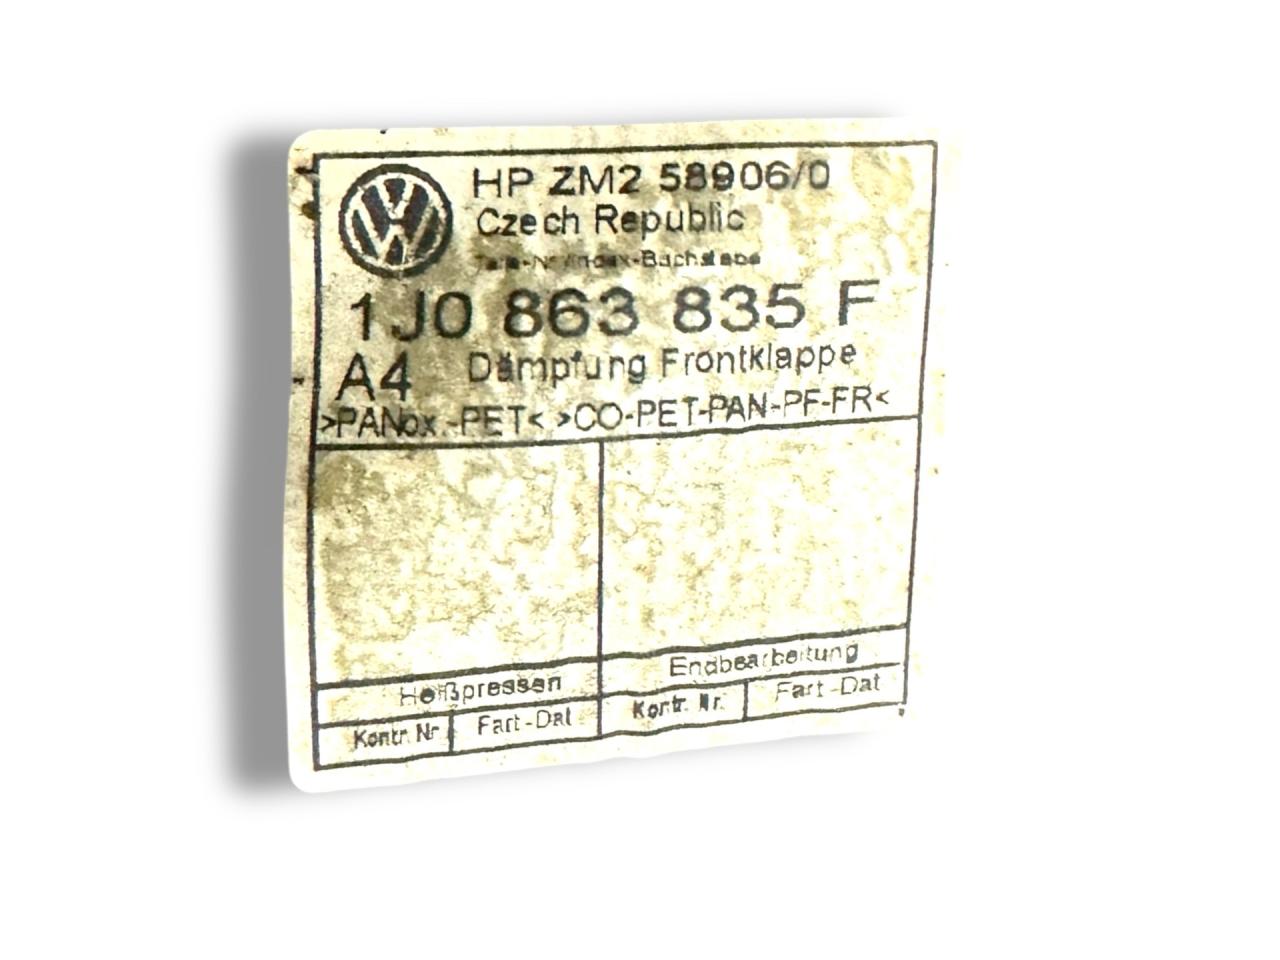 HP ZM2 58906/0
Czech Republic
1J0 863 835 F
A4 Dämpfung Frontklappe
>PANox.-PET< >CO-PET-PAN-PF-FR<
Heißpressen Endbearbeitung
Kontr. Nr. Fart-Dat Kontr. Nr. Fart-Dat